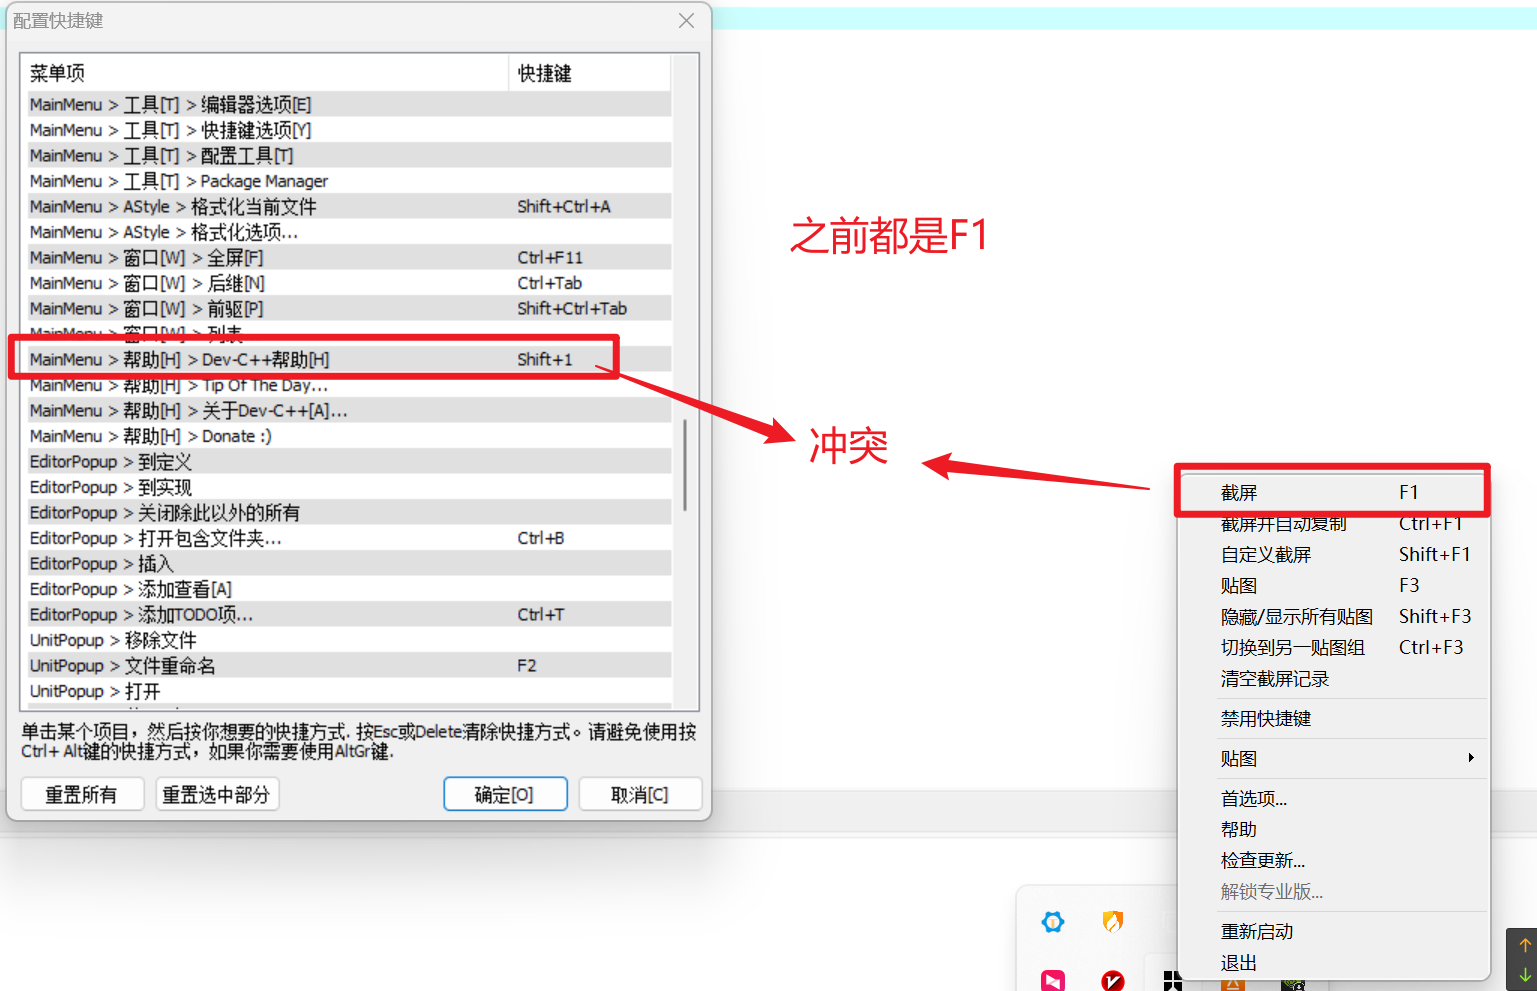 配置快捷键
菜单项 快捷键
MainMenu > 工具[T] > 编辑器选项[E]
MainMenu > 工具[T] > 快捷键选项[Y]
MainMenu > 工具[T] > 配置工具[T]
MainMenu > 工具[T] > Package Manager
MainMenu > AStyle > 格式化当前文件 Shift+Ctrl+A
MainMenu > AStyle > 格式化选项...
MainMenu > 窗口[W] > 全屏[F] Ctrl+F11
MainMenu > 窗口[W] > 后继[N] Ctrl+Tab
MainMenu > 窗口[W] > 前驱[P] Shift+Ctrl+Tab
MainMenu > 窗口[W] > 列表
MainMenu > 帮助[H] > Dev-C++帮助[H] Shift+1
MainMenu > 帮助[H] > Tip Of The Day...
MainMenu > 帮助[H] > 关于Dev-C++[A]...
MainMenu > 帮助[H] > Donate :)
EditorPopup > 到定义
EditorPopup > 到实现
EditorPopup > 关闭除此以外的所有
EditorPopup > 打开包含文件夹... Ctrl+B
EditorPopup > 插入
EditorPopup > 添加查看[A]
EditorPopup > 添加TODO项... Ctrl+T
UnitPopup > 移除文件
UnitPopup > 文件重命名 F2
UnitPopup > 打开
单击某个项目，然后按你想要的快捷方式. 按Esc或Delete清除快捷方式。请避免使用按
Ctrl+ Alt键的快捷方式，如果你需要使用AltGr键.
重置所有 重置选中部分 确定[O] 取消[C]
之前都是F1
冲突
截屏 F1
截屏并自动复制 Ctrl+F1
自定义截屏 Shift+F1
贴图 F3
隐藏/显示所有贴图 Shift+F3
切换到另一贴图组 Ctrl+F3
清空截屏记录
禁用快捷键
贴图
首选项...
帮助
检查更新...
解锁专业版...
重新启动
退出